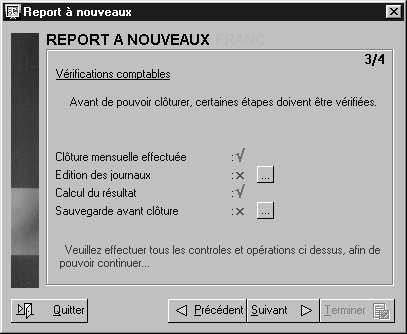 Report à nouveaux
REPORT A NOUVEAUX FRANC
3/4
Vérifications comptables
Avant de pouvoir clôturer, certaines étapes doivent être vérifiées.
Clôture mensuelle effectuée :√
Edition des journaux :× ...
Calcul du résultat :√
Sauvegarde avant clôture :× ...
Veuillez effectuer tous les controles et opérations ci dessus, afin de
pouvoir continuer...
Quitter Précédent Suivant Terminer